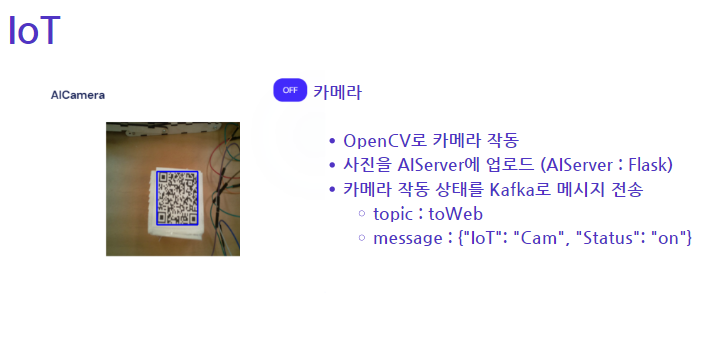 IoT
AICamera
OFF 카메라
• OpenCV로 카메라 작동
• 사진을 AIServer에 업로드 (AIServer : Flask)
• 카메라 작동 상태를 Kafka로 메시지 전송
◦ topic : toWeb
◦ message : {"IoT": "Cam", "Status": "on"}